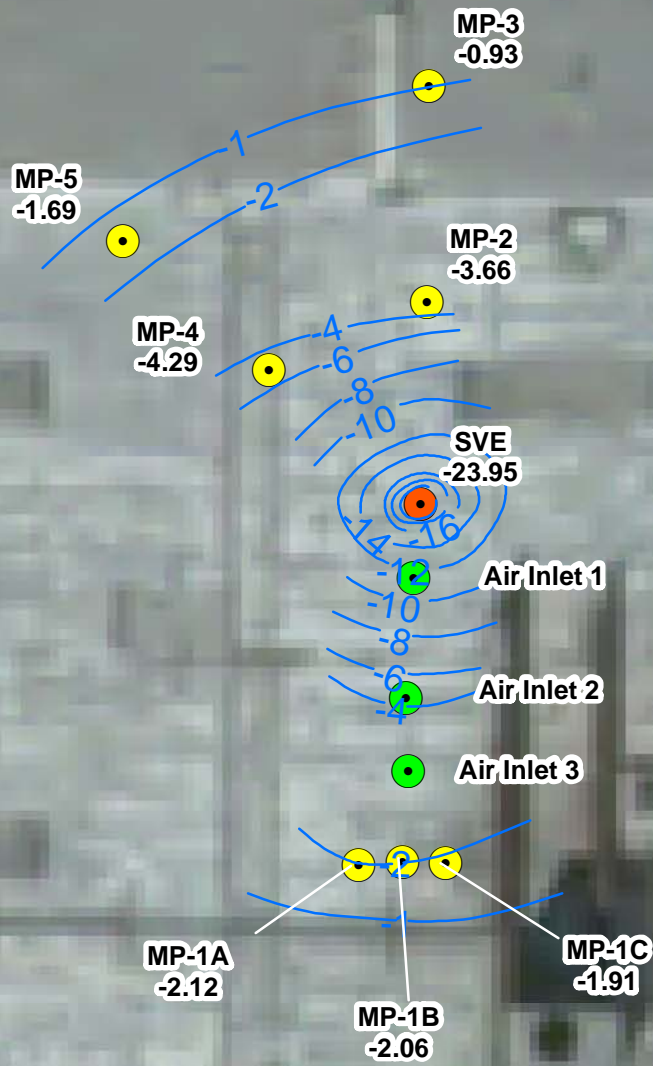 MP-3
-0.93
-1
MP-5
-1.69
-2
MP-2
-3.66
MP-4
-4.29
-4
-6
-8
-10
SVE
-23.95
-14
-16
-12
Air Inlet 1
-10
-8
-6
Air Inlet 2
-4
Air Inlet 3
-2
-1
MP-1A
-2.12
MP-1C
-1.91
MP-1B
-2.06